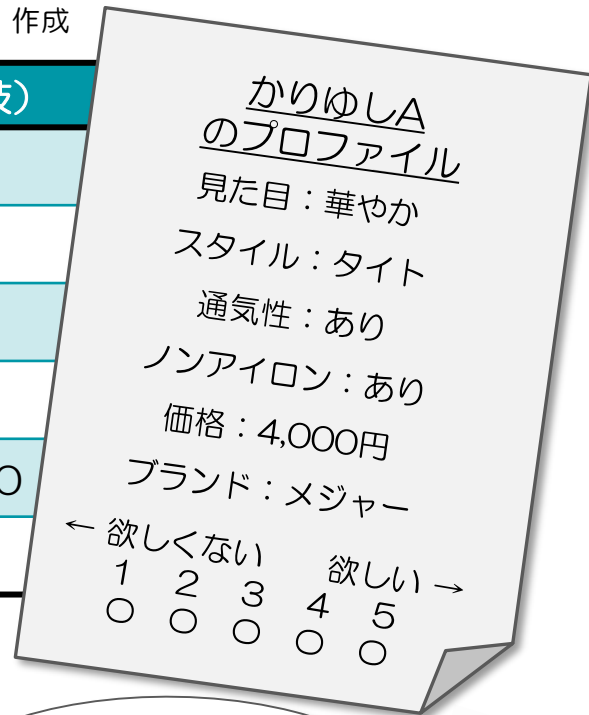 作成
）
かりゆしA
のプロファイル
見た目：華やか
スタイル：タイト
通気性：あり
ノンアイロン：あり
価格：4,000円
ブランド：メジャー
0
← 欲しくない 欲しい →
1 2 3 4 5
○ ○ ○ ○ ○